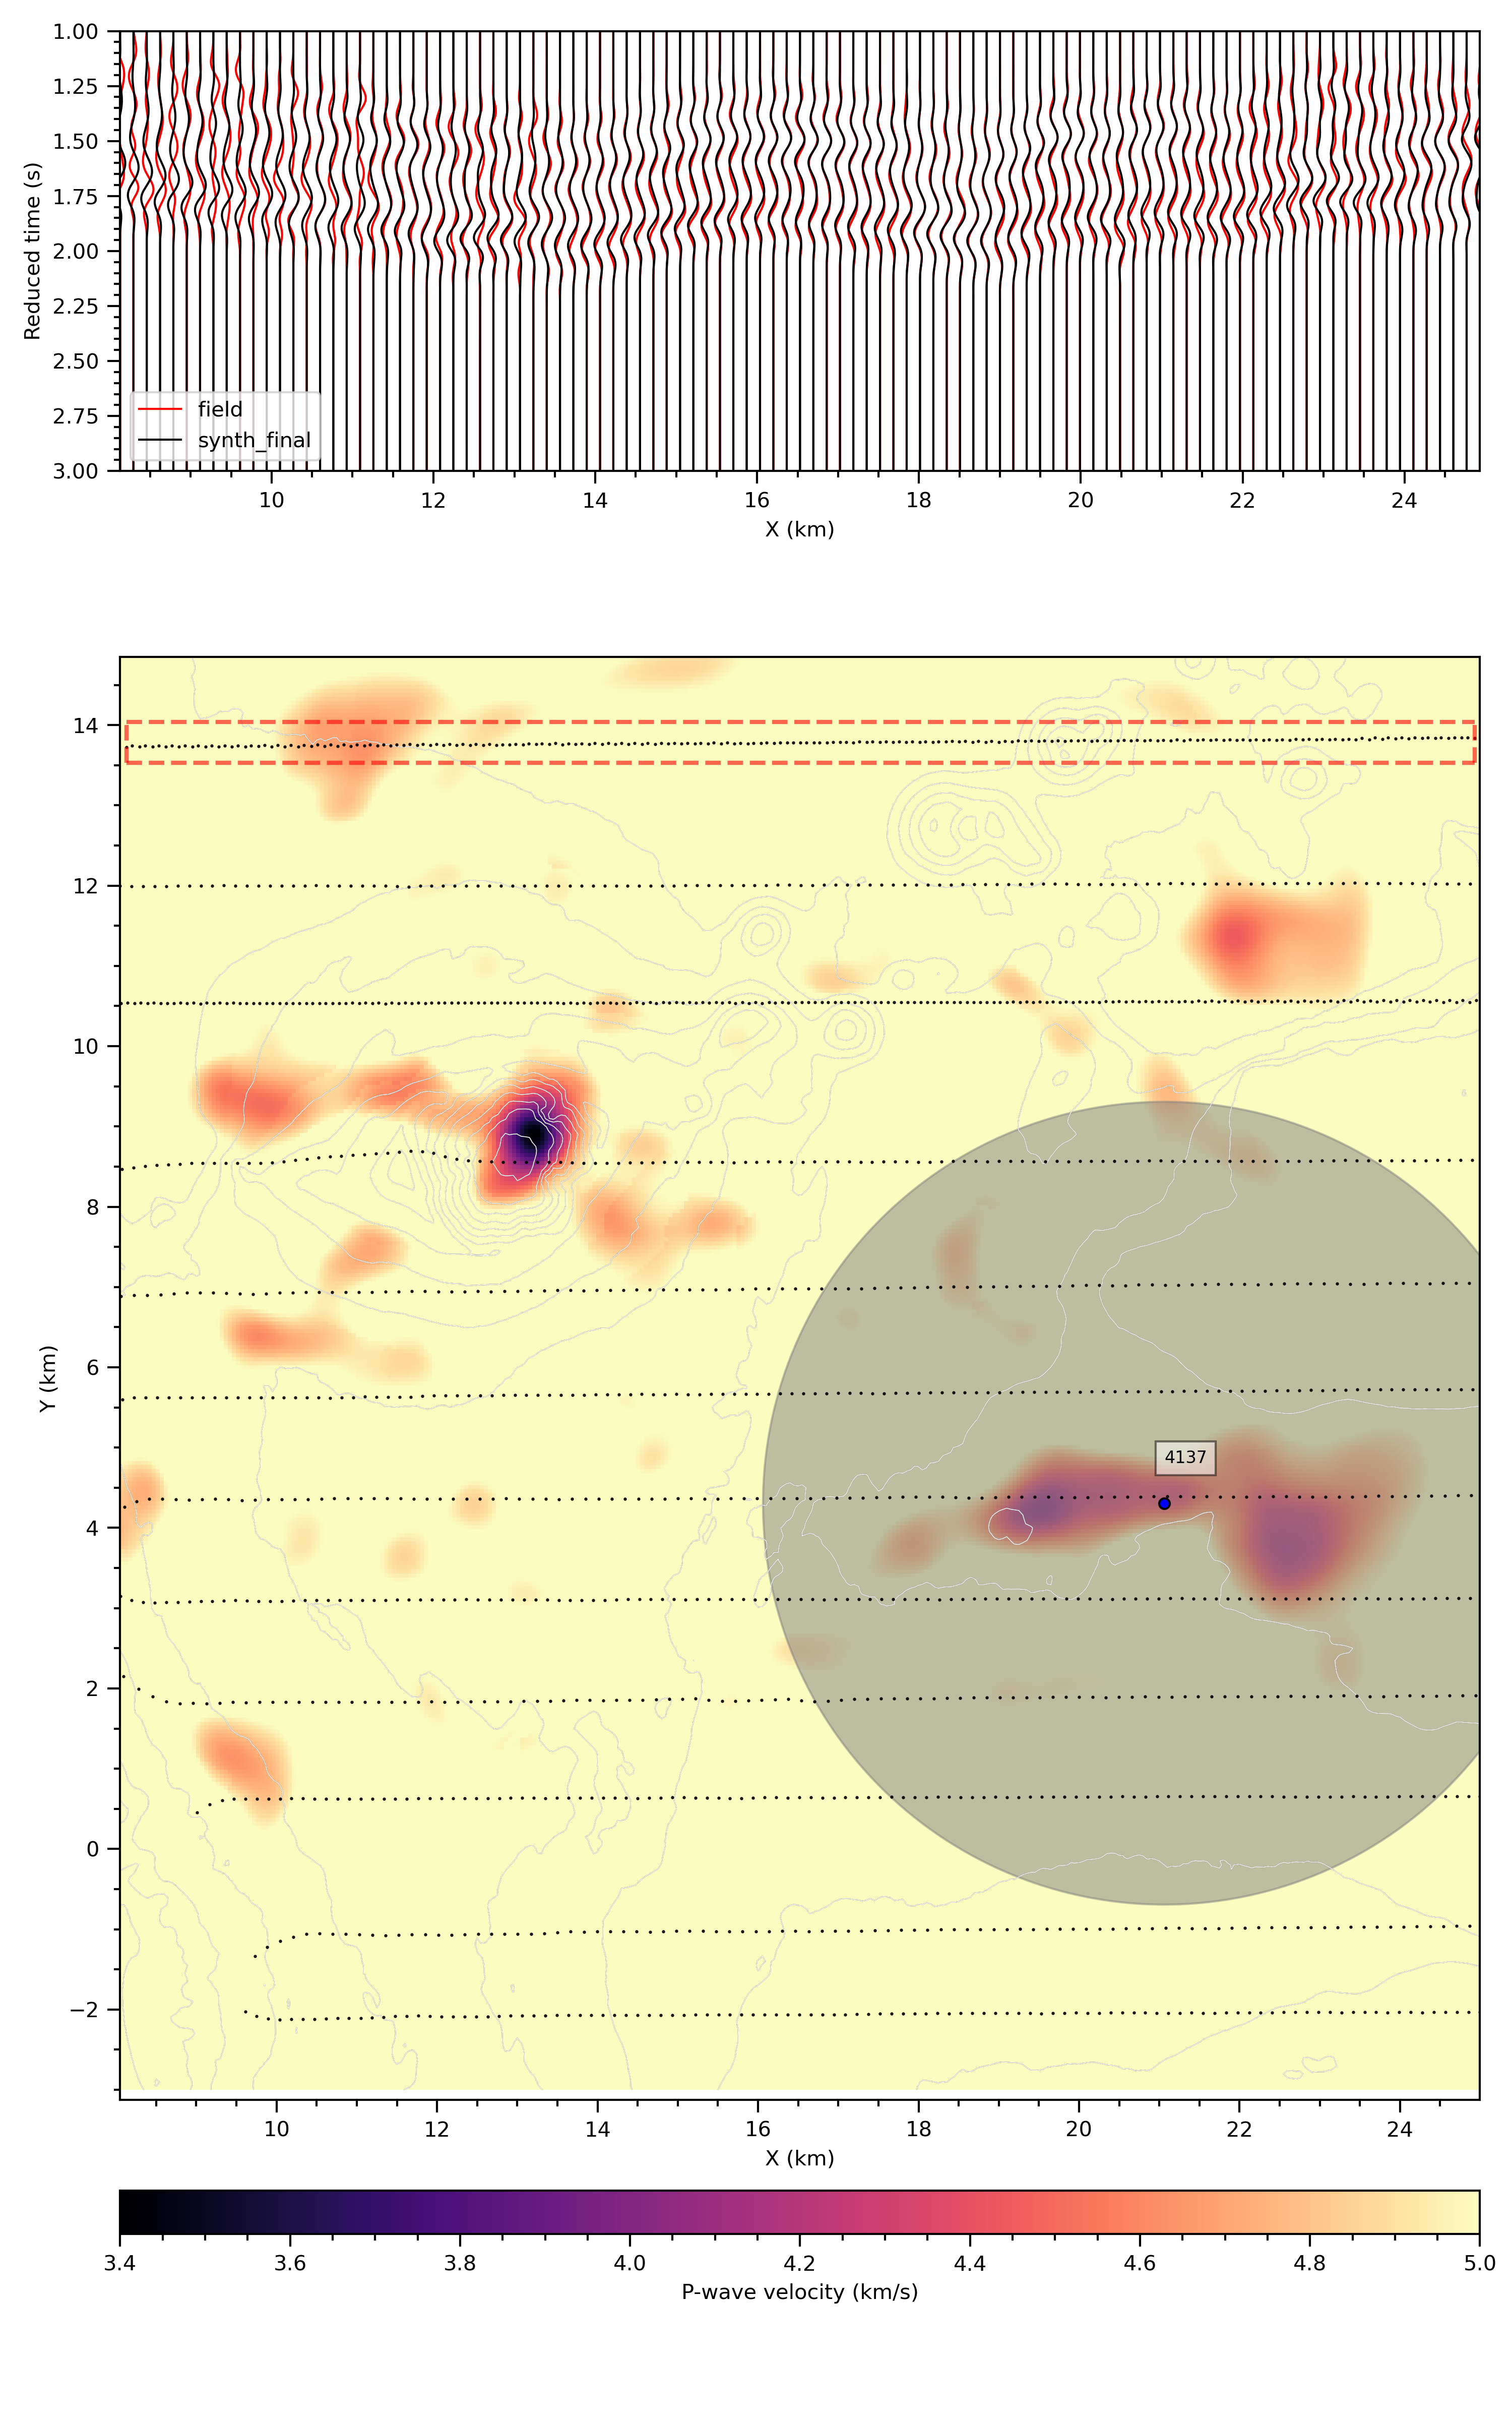 1.00
1.25
1.50
1.75
2.00
2.25
2.50
2.75
3.00
Reduced time (s)
field
synth_final
10 12 14 16 18 20 22 24
X (km)
14
12
10
8
6
4
2
0
−2
Y (km)
4137
10 12 14 16 18 20 22 24
X (km)
3.4 3.6 3.8 4.0 4.2 4.4 4.6 4.8 5.0
P-wave velocity (km/s)